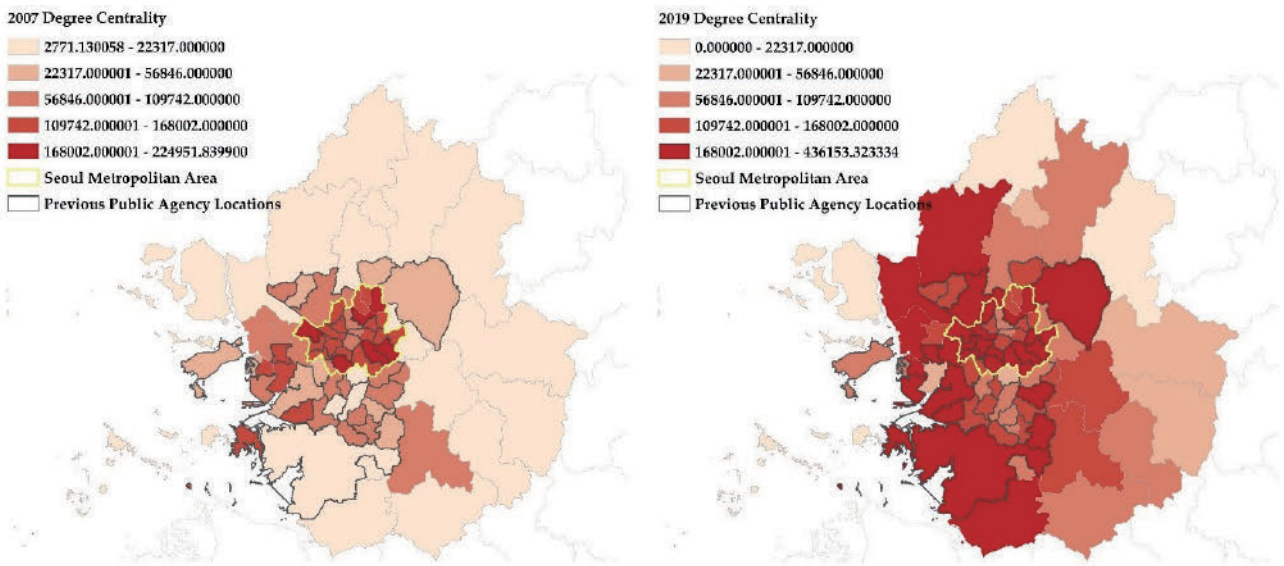 2007 Degree Centrality
2771.130058 - 22317.000000
22317.000001 - 56846.000000
56846.000001 - 109742.000000
109742.000001 - 168002.000000
168002.000001 - 224951.839900
Seoul Metropolitan Area
Previous Public Agency Locations
2019 Degree Centrality
0.000000 - 22317.000000
22317.000001 - 56846.000000
56846.000001 - 109742.000000
109742.000001 - 168002.000000
168002.000001 - 436153.323334
Seoul Metropolitan Area
Previous Public Agency Locations